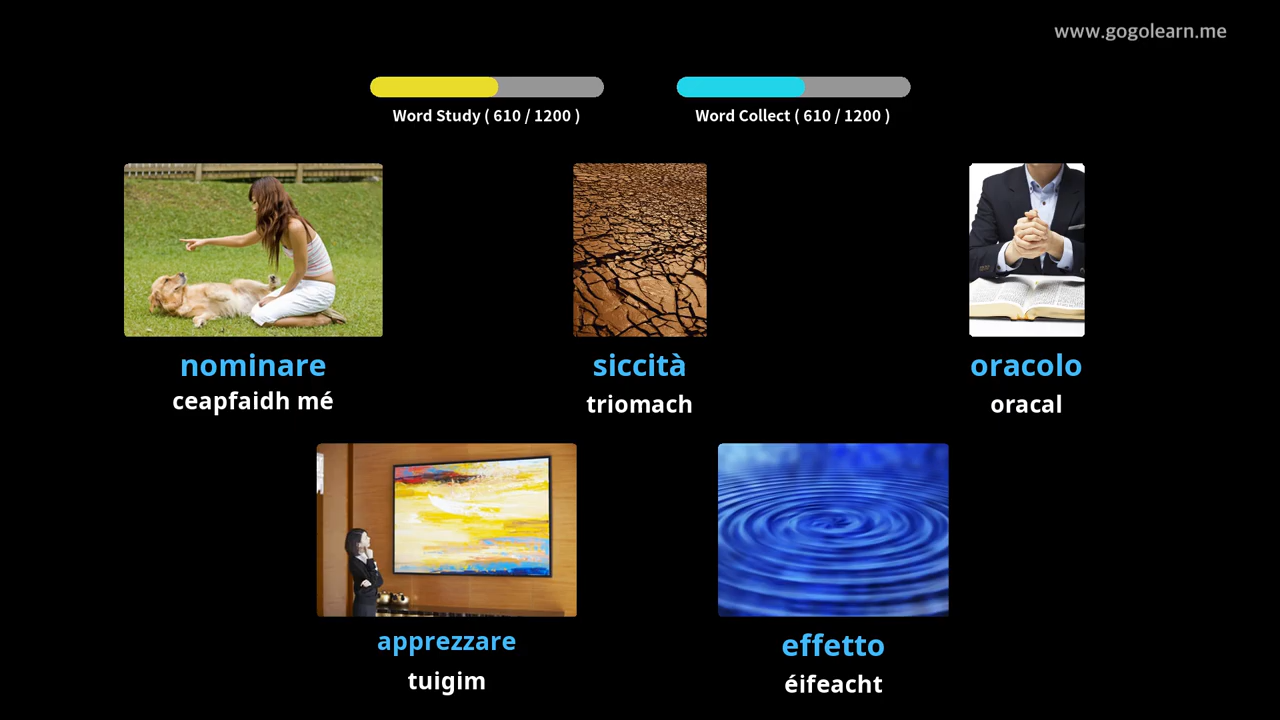 www.gogolearn.me
Word Study ( 610 / 1200 )
Word Collect ( 610 / 1200 )
nominare
ceapfaidh mé
siccità
triomach
oracolo
oracal
apprezzare
tuigim
effetto
éifeacht